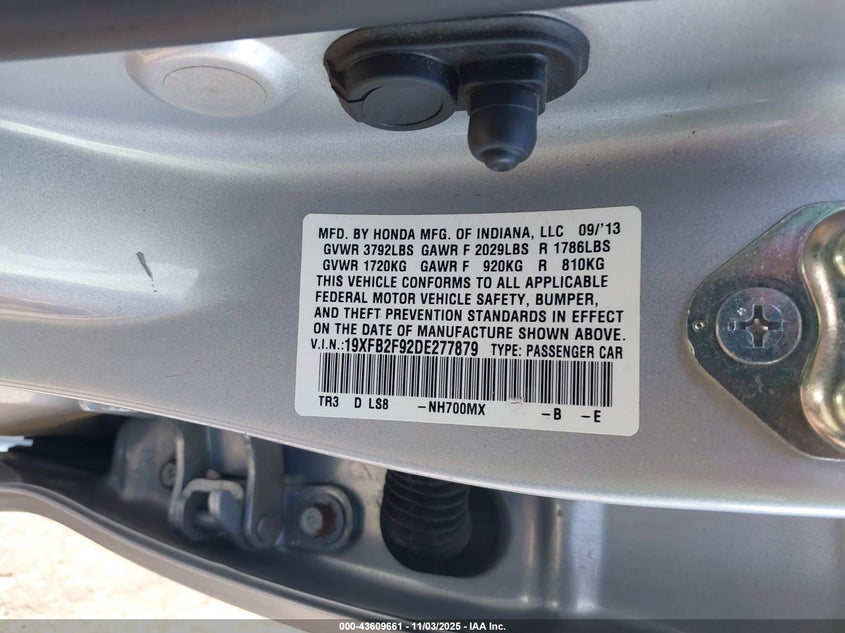 MFD. BY HONDA MFG. OF INDIANA, LLC 09/'13
GVWR 3792LBS GAWR F 2029LBS R 1786LBS
GVWR 1720KG GAWR F 920KG R 810KG
THIS VEHICLE CONFORMS TO ALL APPLICABLE
FEDERAL MOTOR VEHICLE SAFETY, BUMPER,
AND THEFT PREVENTION STANDARDS IN EFFECT
ON THE DATE OF MANUFACTURE SHOWN ABOVE.
V.I.N.:19XFB2F92DE277879 TYPE: PASSENGER CAR
TR3 D LS8 -NH700MX -B -E
000-43609661 - 11/03/2025 - IAA Inc.